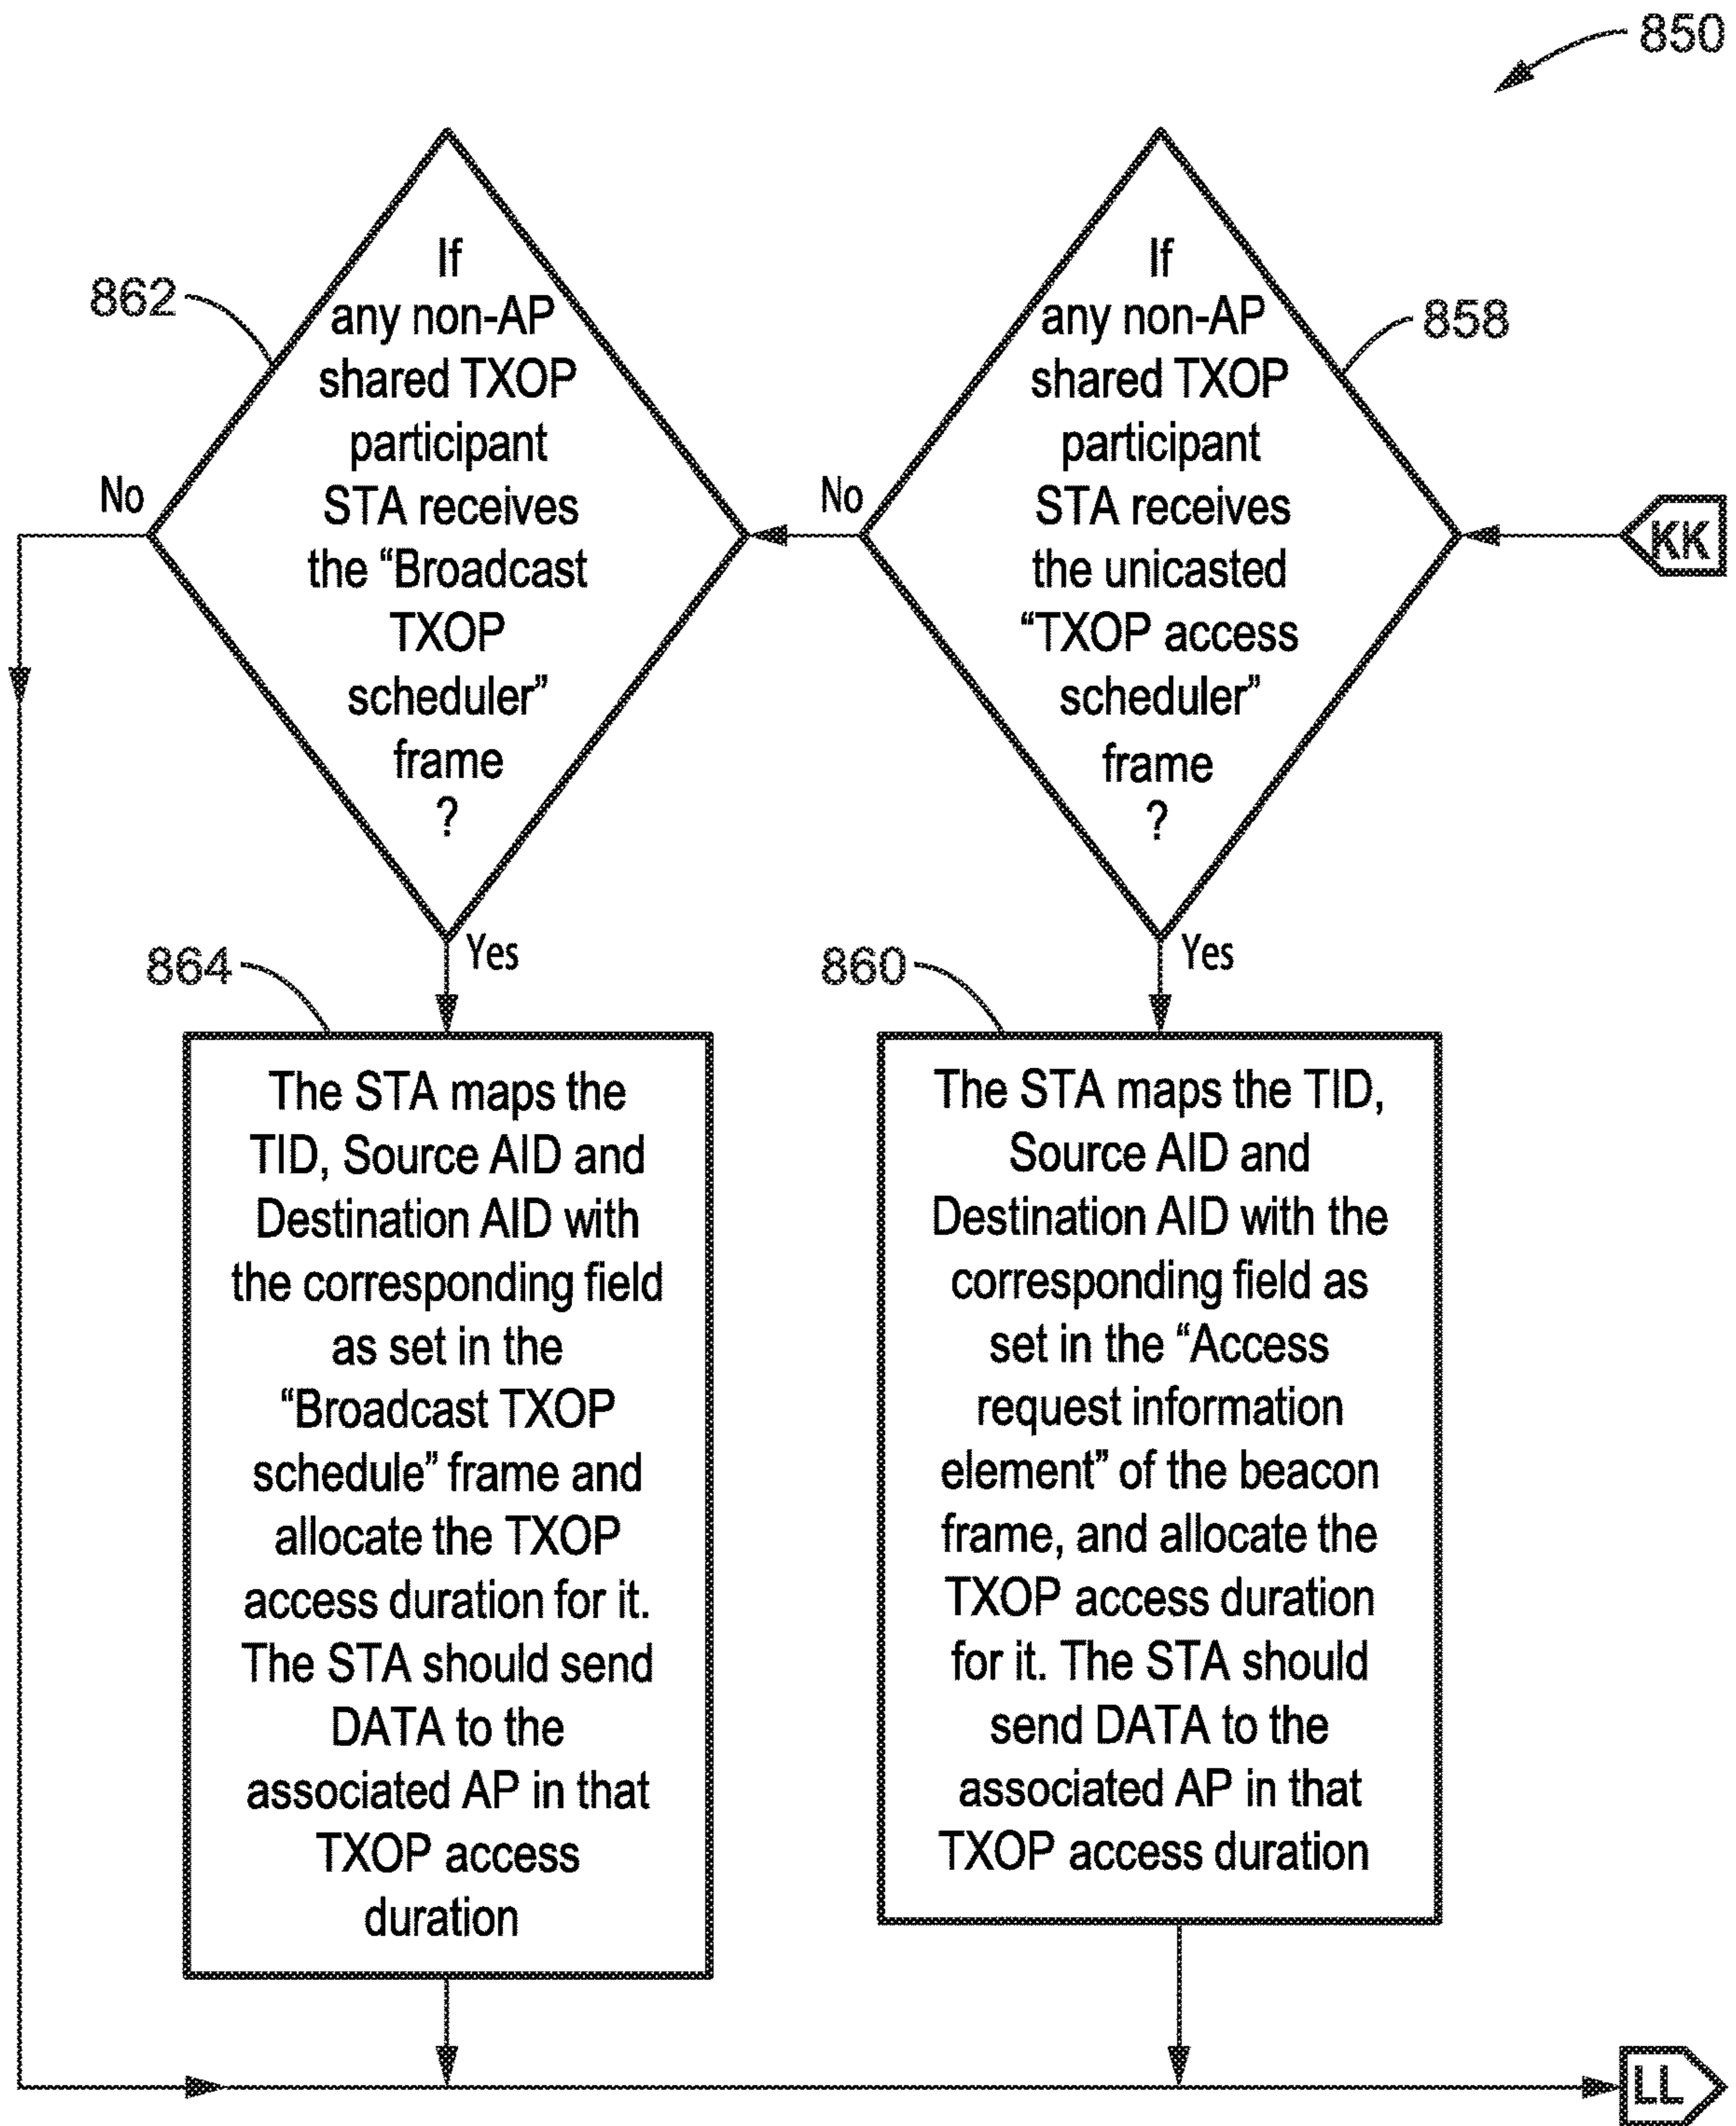 850
862
If
any non-AP
shared TXOP
participant
STA receives
the “Broadcast
TXOP
scheduler”
frame
?
No
Yes
858
If
any non-AP
shared TXOP
participant
STA receives
the unicasted
“TXOP access
scheduler”
frame
?
No
Yes
KK
864
The STA maps the
TID, Source AID and
Destination AID with
the corresponding field
as set in the
“Broadcast TXOP
schedule” frame and
allocate the TXOP
access duration for it.
The STA should send
DATA to the
associated AP in that
TXOP access
duration
860
The STA maps the TID,
Source AID and
Destination AID with the
corresponding field as
set in the “Access
request information
element” of the beacon
frame, and allocate the
TXOP access duration
for it. The STA should
send DATA to the
associated AP in that
TXOP access duration
LL